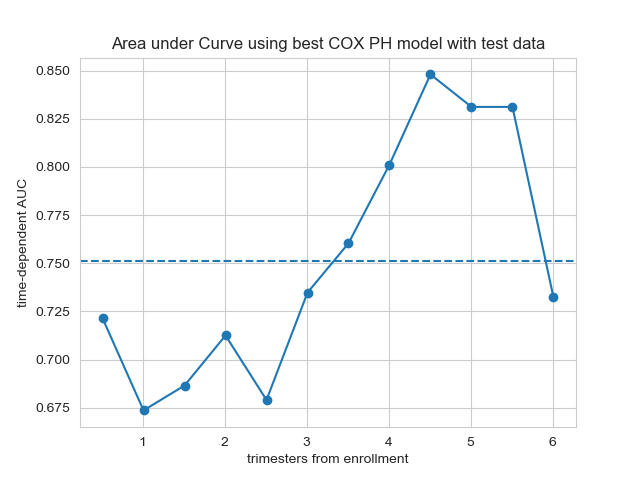 Area under Curve using best COX PH model with test data
time-dependent AUC
0.850
0.825
0.800
0.775
0.750
0.725
0.700
0.675
1 2 3 4 5 6
trimesters from enrollment